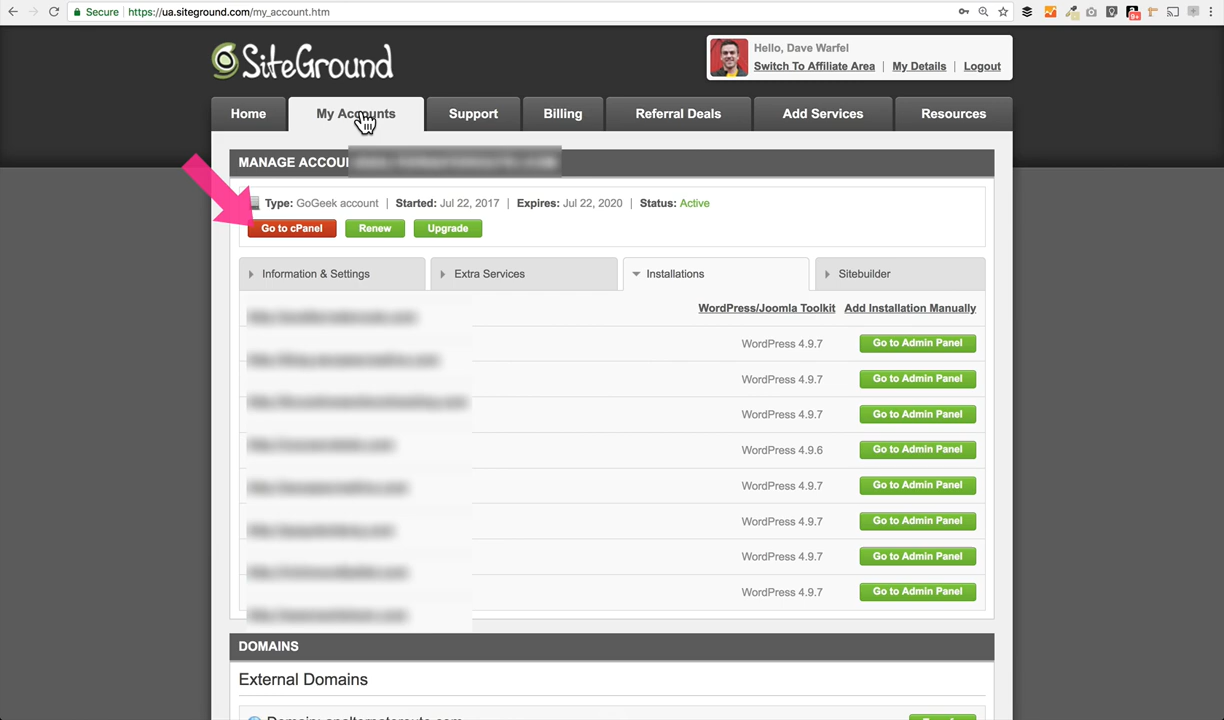 Secure https://ua.siteground.com/my_account.htm
9+
SiteGround
Hello, Dave Warfel
Switch To Affiliate Area | My Details | Logout
Home My Accounts Support Billing Referral Deals Add Services Resources
MANAGE ACCOU
Type: GoGeek account | Started: Jul 22, 2017 | Expires: Jul 22, 2020 | Status: Active
Go to cPanel Renew Upgrade
Information & Settings Extra Services Installations Sitebuilder
WordPress/Joomla Toolkit Add Installation Manually
WordPress 4.9.7 Go to Admin Panel
WordPress 4.9.7 Go to Admin Panel
WordPress 4.9.7 Go to Admin Panel
WordPress 4.9.6 Go to Admin Panel
WordPress 4.9.7 Go to Admin Panel
WordPress 4.9.7 Go to Admin Panel
WordPress 4.9.7 Go to Admin Panel
WordPress 4.9.7 Go to Admin Panel
DOMAINS
External Domains